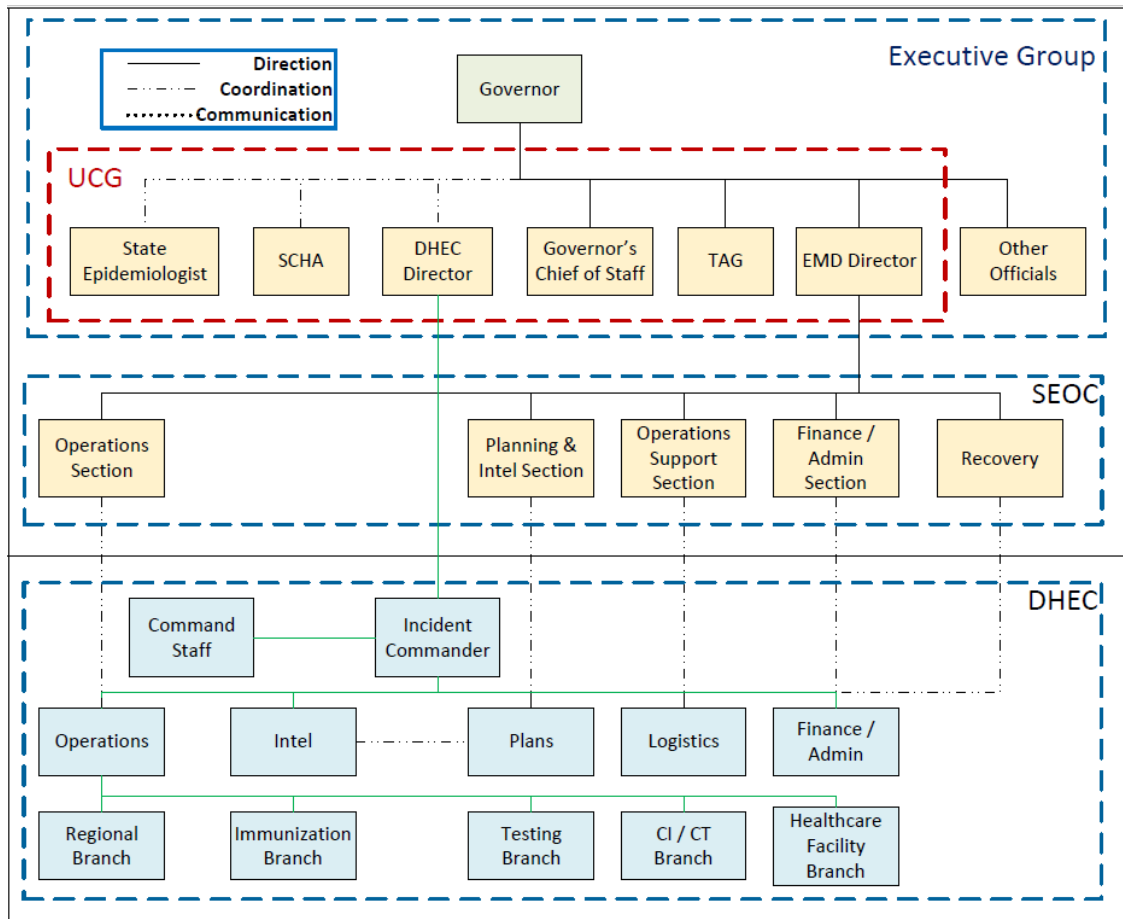 Executive Group
Direction
Coordination
Communication
Governor
UCG
State
Epidemiologist
SCHA
DHEC
Director
Governor's
Chief of Staff
TAG
EMD Director
Other
Officials
SEOC
Operations
Section
Planning &
Intel Section
Operations
Support
Section
Finance /
Admin
Section
Recovery
DHEC
Command
Staff
Incident
Commander
Operations
Intel
Plans
Logistics
Finance /
Admin
Regional
Branch
Immunization
Branch
Testing
Branch
CI / CT
Branch
Healthcare
Facility
Branch